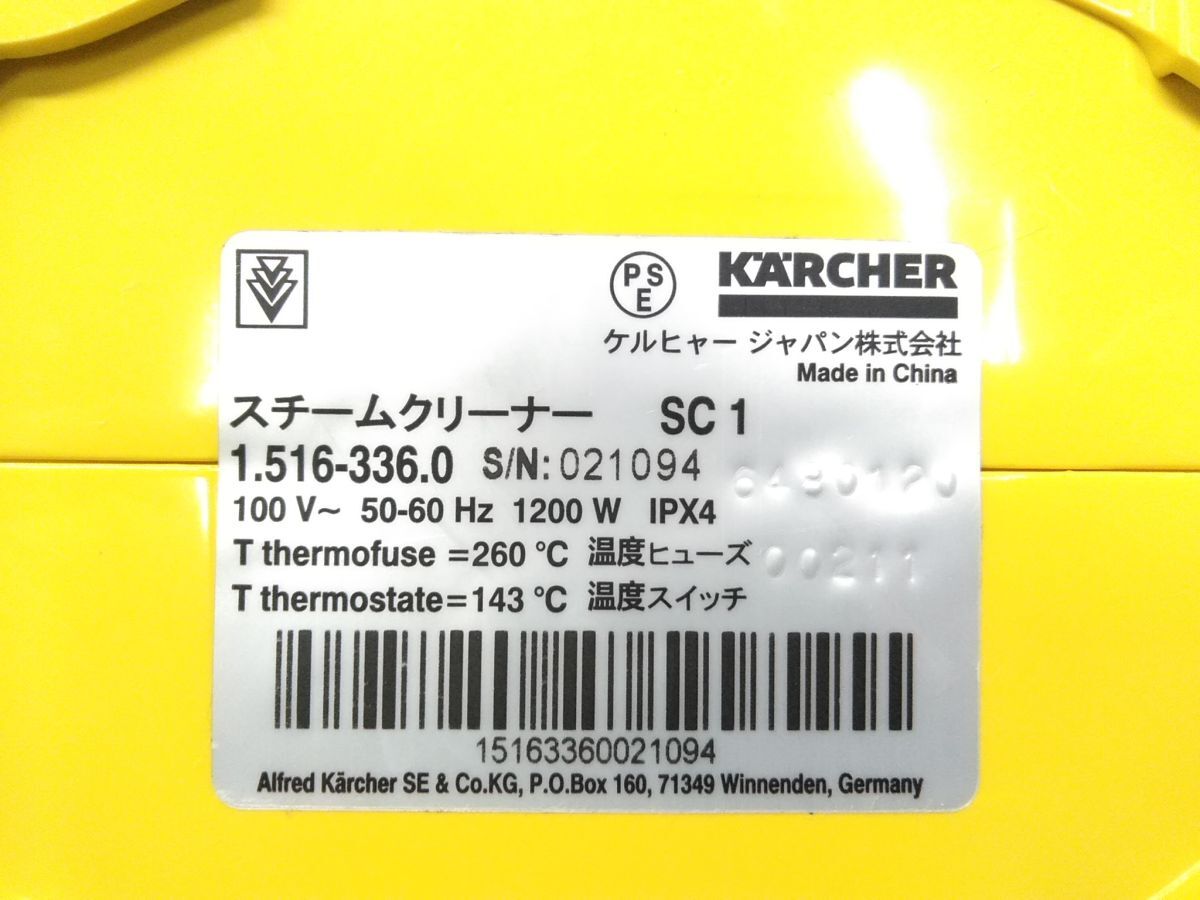 PSE
KÄRCHER
ケルヒャー ジャパン株式会社
Made in China
スチームクリーナー SC 1
1.516-336.0 S/N: 021094
6480120
100 V~ 50-60 Hz 1200 W IPX4
T thermofuse =260 °C 温度ヒューズ
00211
T thermostate=143 °C 温度スイッチ
15163360021094
Alfred Kärcher SE & Co.KG, P.O.Box 160, 71349 Winnenden, Germany